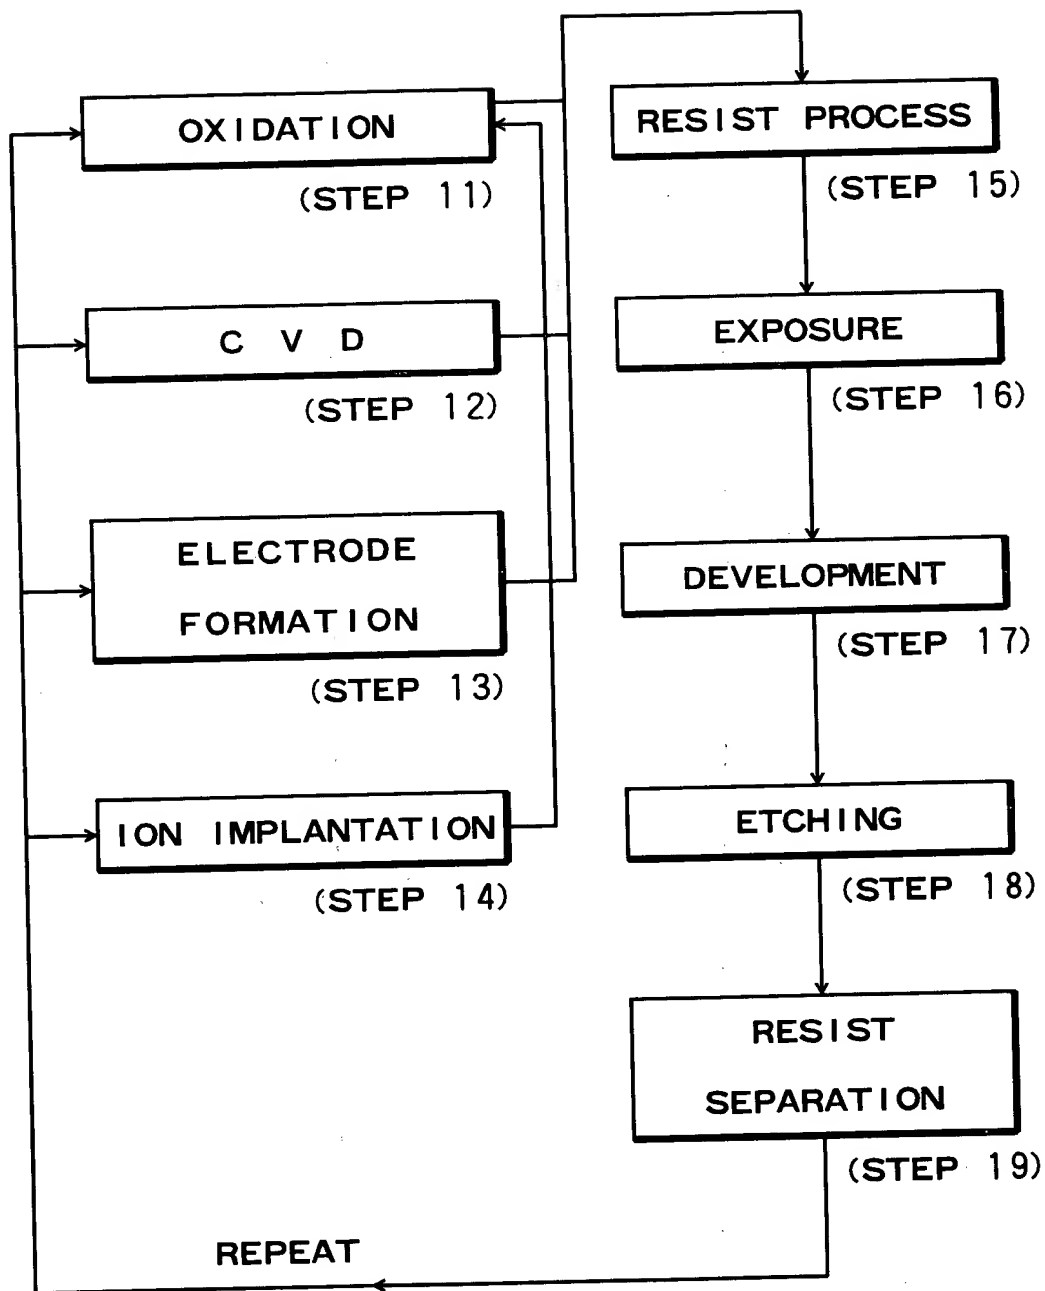 OXIDATION
(STEP 11)
C V D
(STEP 12)
ELECTRODE
FORMATION
(STEP 13)
ION IMPLANTATION
(STEP 14)
RESIST PROCESS
(STEP 15)
EXPOSURE
(STEP 16)
DEVELOPMENT
(STEP 17)
ETCHING
(STEP 18)
RESIST
SEPARATION
(STEP 19)
REPEAT